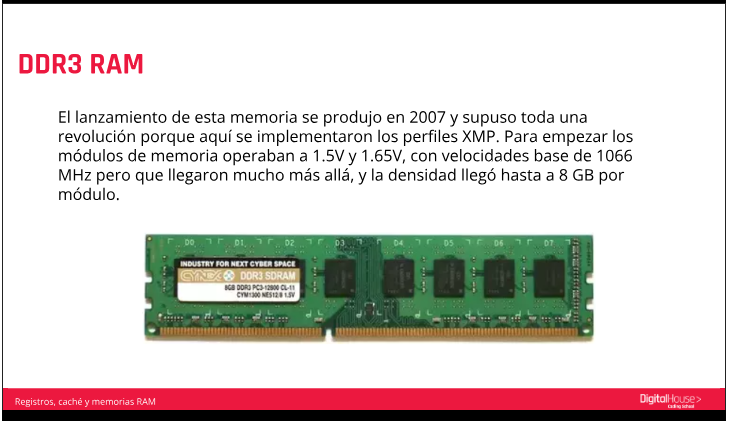 DDR3 RAM
El lanzamiento de esta memoria se produjo en 2007 y supuso toda una
revolución porque aquí se implementaron los perfiles XMP. Para empezar los
módulos de memoria operaban a 1.5V y 1.65V, con velocidades base de 1066
MHz pero que llegaron mucho más allá, y la densidad llegó hasta a 8 GB por
módulo.
D0 D1 D2 D3 D4 D5 D6 D7
INDUSTRY FOR NEXT CYBER SPACE
DDR3 SDRAM
8GB DDR3 PC3-12800 CL-11
CYM1300 NE512/8 1.5V
Registros, caché y memorias RAM
DigitalHouse>
Coding School